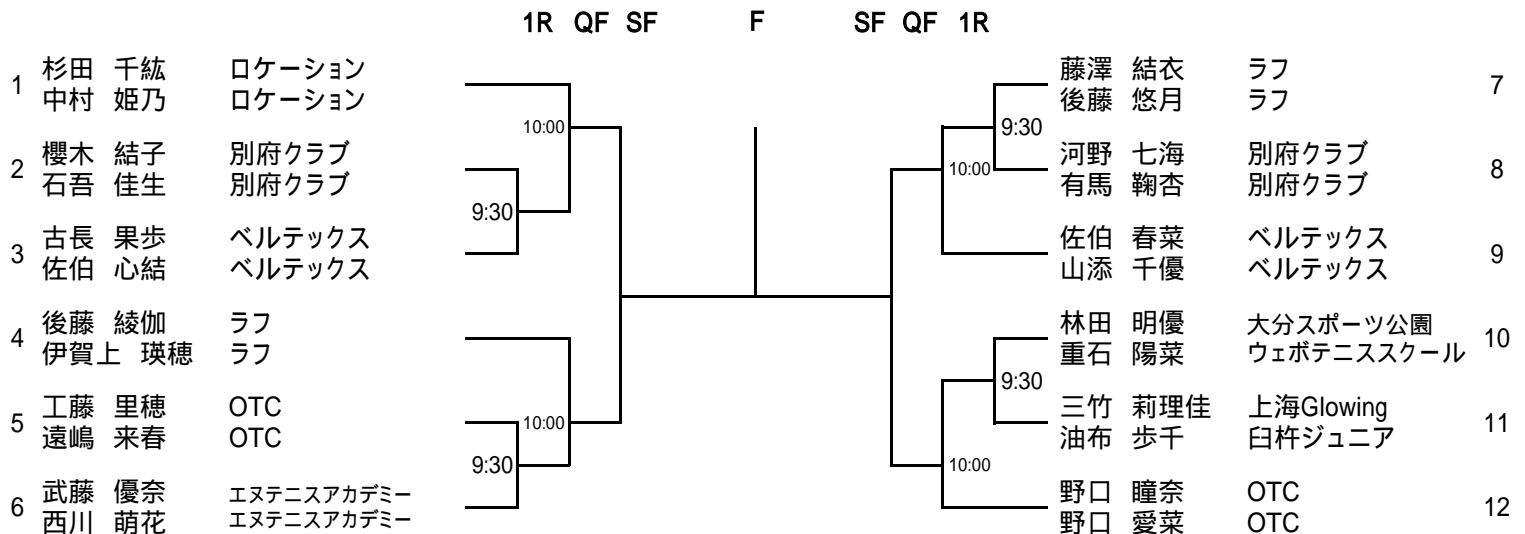 1R QF SF F SF QF 1R
1 杉田 千紘 ロケーション
中村 姫乃 ロケーション
10:00
2 櫻木 結子 別府クラブ
石吾 佳生 別府クラブ
9:30
3 古長 果歩 ベルテックス
佐伯 心結 ベルテックス
4 後藤 綾伽 ラフ
伊賀上 瑛穂 ラフ
10:00
5 工藤 里穂 OTC
遠嶋 来春 OTC
9:30
6 武藤 優奈 エヌテニスアカデミー
西川 萌花 エヌテニスアカデミー
藤澤 結衣 ラフ 7
後藤 悠月 ラフ
9:30
河野 七海 別府クラブ 8
有馬 鞠杏 別府クラブ
10:00
佐伯 春菜 ベルテックス 9
山添 千優 ベルテックス
林田 明優 大分スポーツ公園 10
重石 陽菜 ウェボテニススクール
9:30
三竹 莉理佳 上海Glowing 11
油布 歩千 臼杵ジュニア
10:00
野口 瞳奈 OTC 12
野口 愛菜 OTC